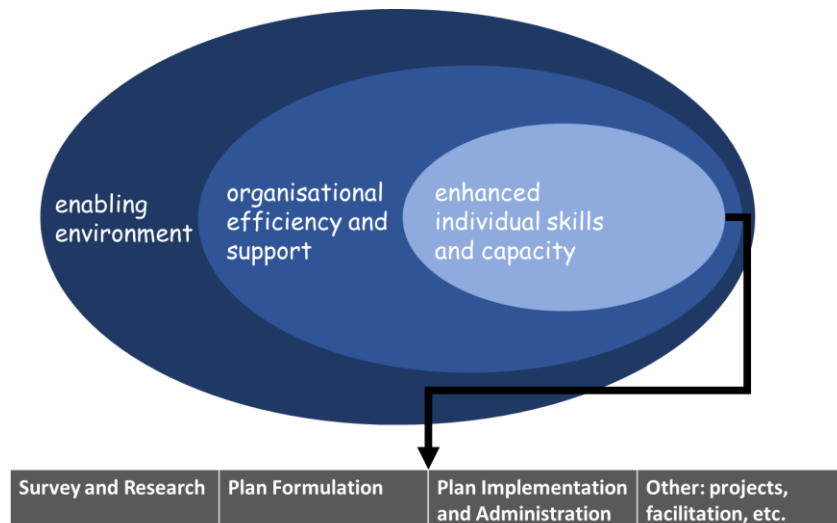 enabling
environment
organisational
efficiency and
support
enhanced
individual skills
and capacity
Survey and Research
Plan Formulation
Plan Implementation
and Administration
Other: projects,
facilitation, etc.